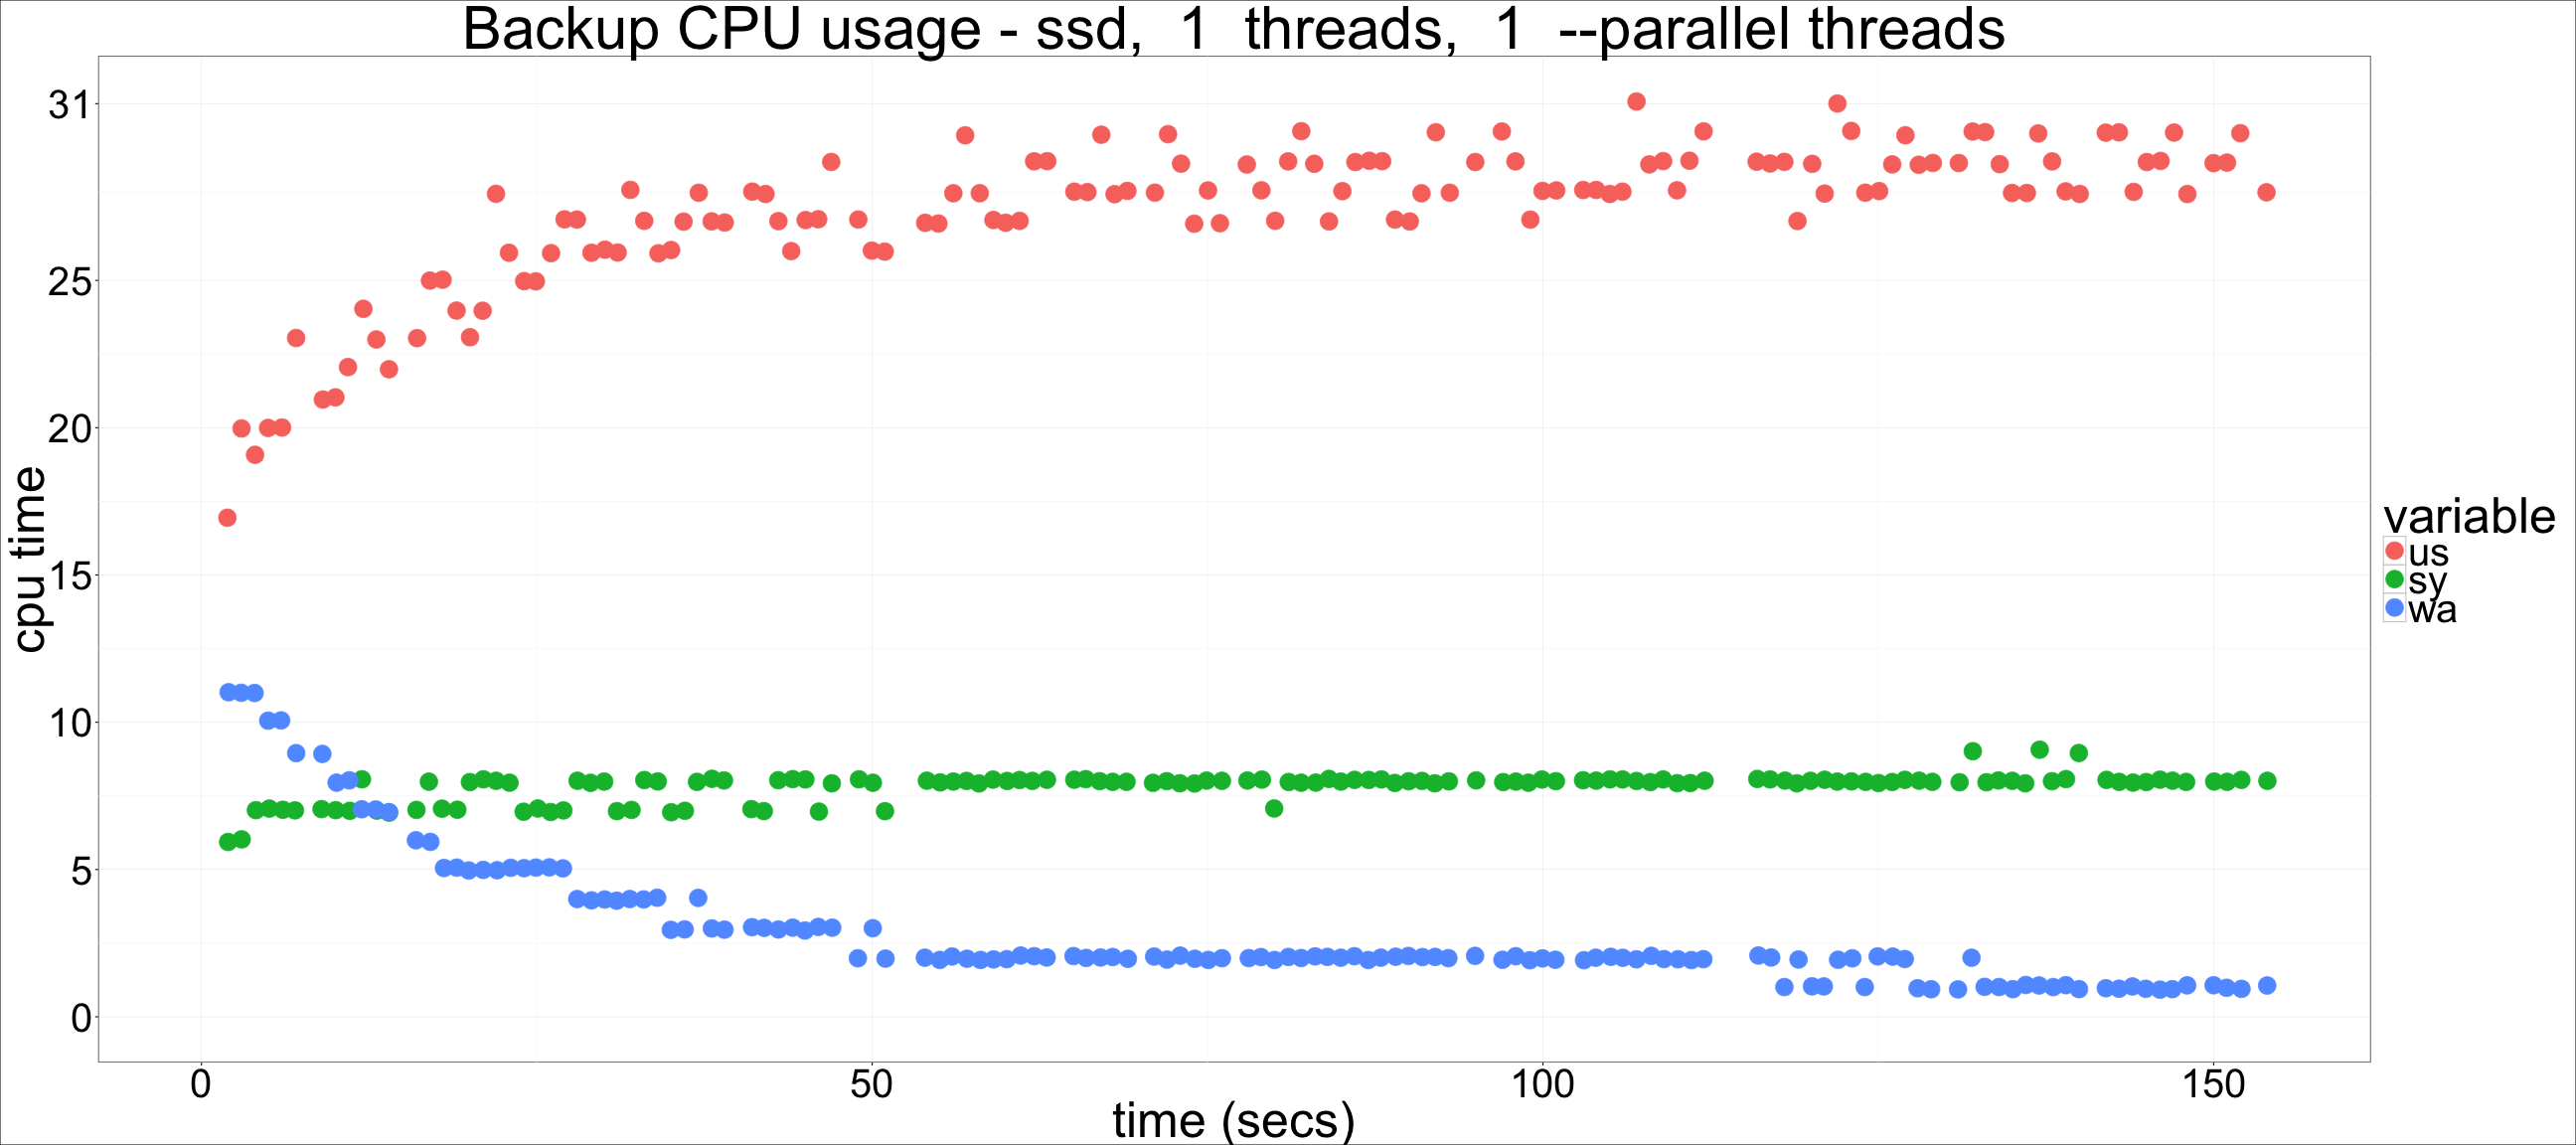 Backup CPU usage - ssd,  1  threads,  1  --parallel threads
31
25
20
15
10
5
0
cpu time
0 50 100 150
time (secs)
variable
us
sy
wa